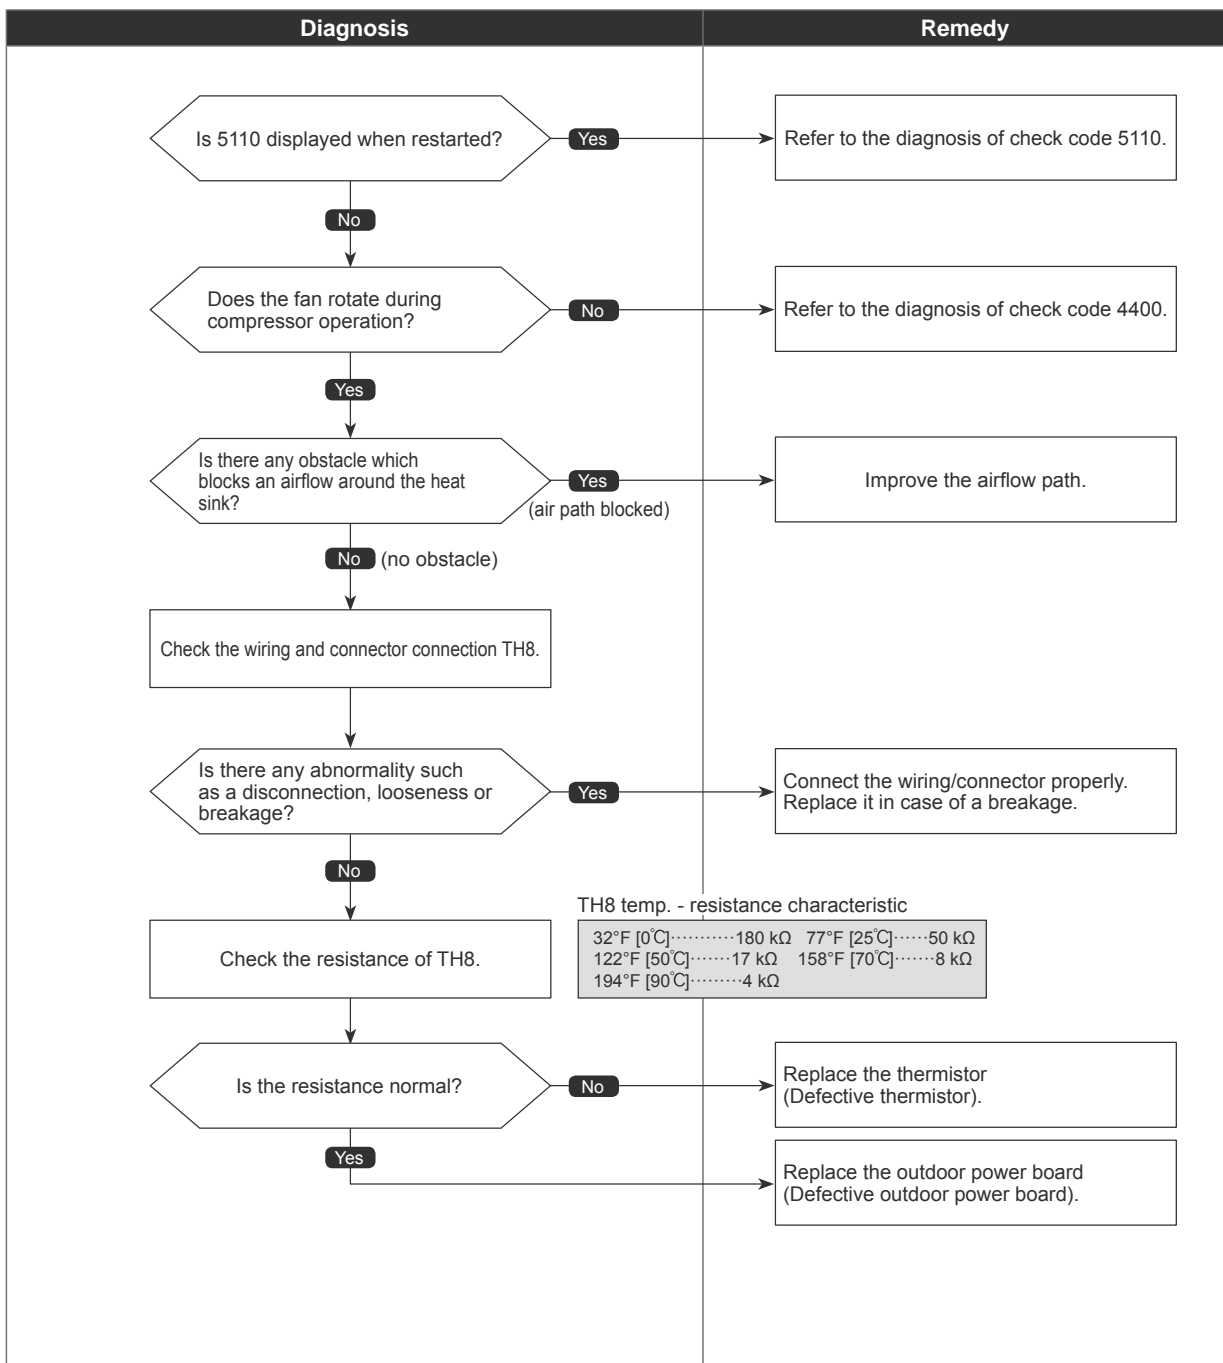 Diagnosis
Remedy
Is 5110 displayed when restarted?
Yes
Refer to the diagnosis of check code 5110.
No
Does the fan rotate during
compressor operation?
No
Refer to the diagnosis of check code 4400.
Yes
Is there any obstacle which
blocks an airflow around the heat
sink?
Yes
(air path blocked)
Improve the airflow path.
No (no obstacle)
Check the wiring and connector connection TH8.
Is there any abnormality such
as a disconnection, looseness or
breakage?
Yes
Connect the wiring/connector properly.
Replace it in case of a breakage.
No
Check the resistance of TH8.
TH8 temp. - resistance characteristic
32°F [0℃]···········180 kΩ 77°F [25℃]······50 kΩ
122°F [50℃]·······17 kΩ 158°F [70℃]·······8 kΩ
194°F [90℃]·········4 kΩ
Is the resistance normal?
No
Replace the thermistor
(Defective thermistor).
Yes
Replace the outdoor power board
(Defective outdoor power board).